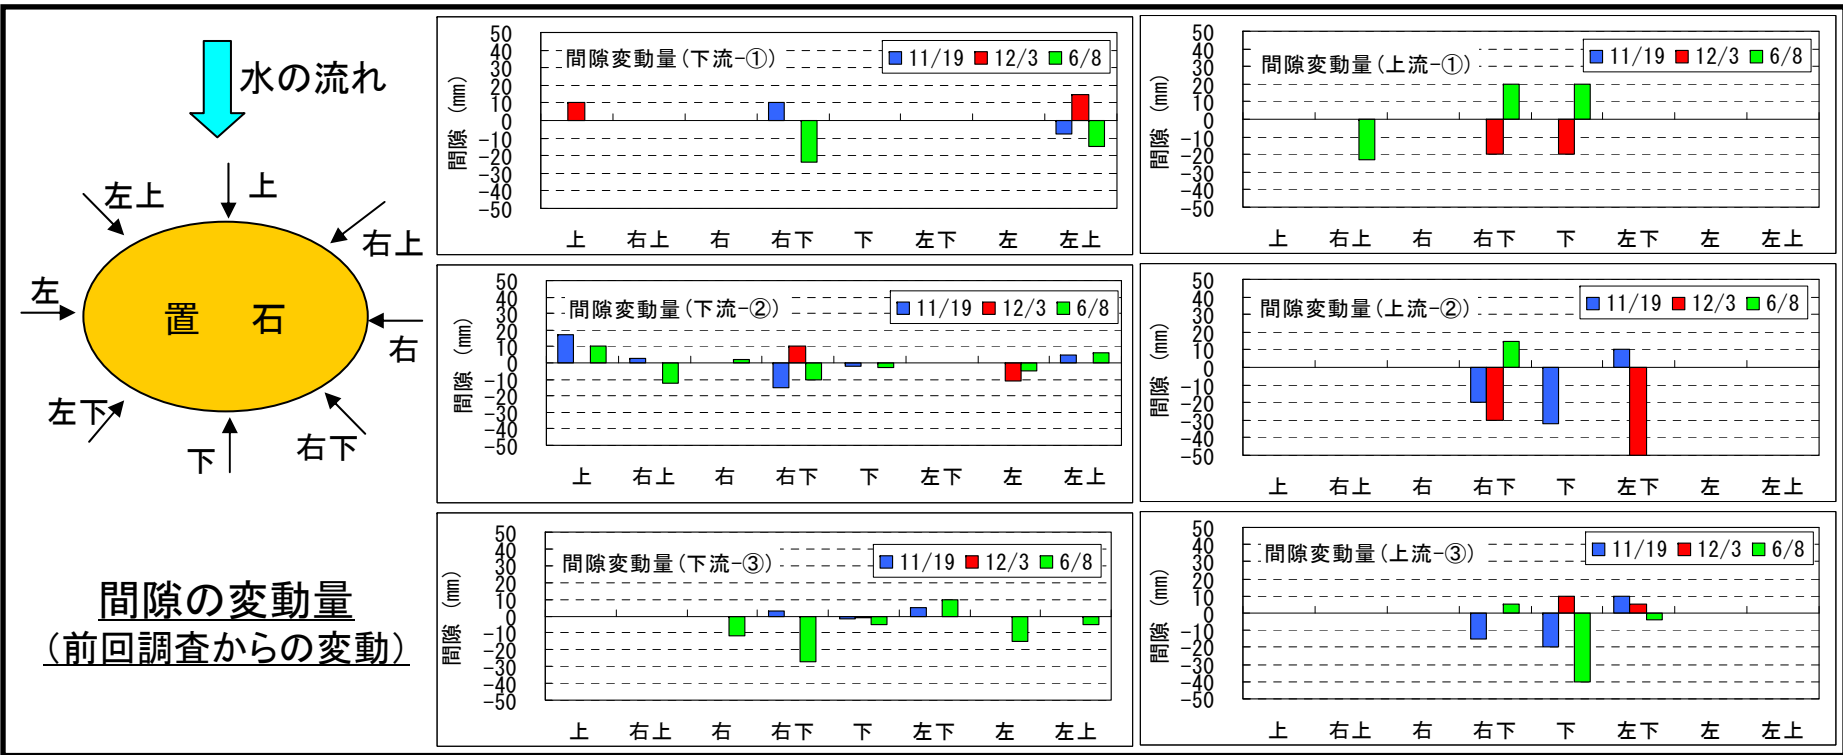 水の流れ
上
左上
右上
左
置 石
右
左下
右下
下
間隙の変動量
(前回調査からの変動)
間隙変動量(下流-①) 11/19 12/3 6/8
間隙 (mm)
50
40
30
20
10
0
-10
-20
-30
-40
-50
上 右上 右 右下 下 左下 左 左上
間隙変動量(上流-①) 11/19 12/3 6/8
間隙 (mm)
50
40
30
20
10
0
-10
-20
-30
-40
-50
上 右上 右 右下 下 左下 左 左上
間隙変動量(下流-②) 11/19 12/3 6/8
間隙 (mm)
50
40
30
20
10
0
-10
-20
-30
-40
-50
上 右上 右 右下 下 左下 左 左上
間隙変動量(上流-②) 11/19 12/3 6/8
間隙 (mm)
50
40
30
20
10
0
-10
-20
-30
-40
-50
上 右上 右 右下 下 左下 左 左上
間隙変動量(下流-③) 11/19 12/3 6/8
間隙 (mm)
50
40
30
20
10
0
-10
-20
-30
-40
-50
上 右上 右 右下 下 左下 左 左上
間隙変動量(上流-③) 11/19 12/3 6/8
間隙 (mm)
50
40
30
20
10
0
-10
-20
-30
-40
-50
上 右上 右 右下 下 左下 左 左上